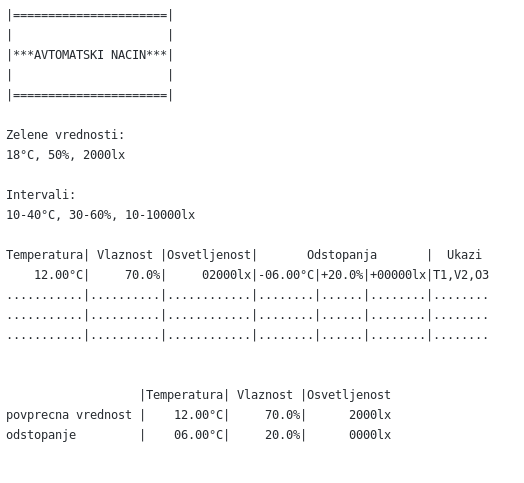 |======================|
|                      |
|***AVTOMATSKI NACIN***|
|                      |
|======================|

Zelene vrednosti:
18°C, 50%, 2000lx

Intervali:
10-40°C, 30-60%, 10-10000lx

Temperatura| Vlaznost |Osvetljenost|       Odstopanja       |  Ukazi
    12.00°C|     70.0%|     02000lx|-06.00°C|+20.0%|+00000lx|T1,V2,O3
...........|..........|............|........|......|........|........
...........|..........|............|........|......|........|........
...........|..........|............|........|......|........|........

                   |Temperatura| Vlaznost |Osvetljenost
povprecna vrednost |    12.00°C|     70.0%|      2000lx
odstopanje         |    06.00°C|     20.0%|      0000lx